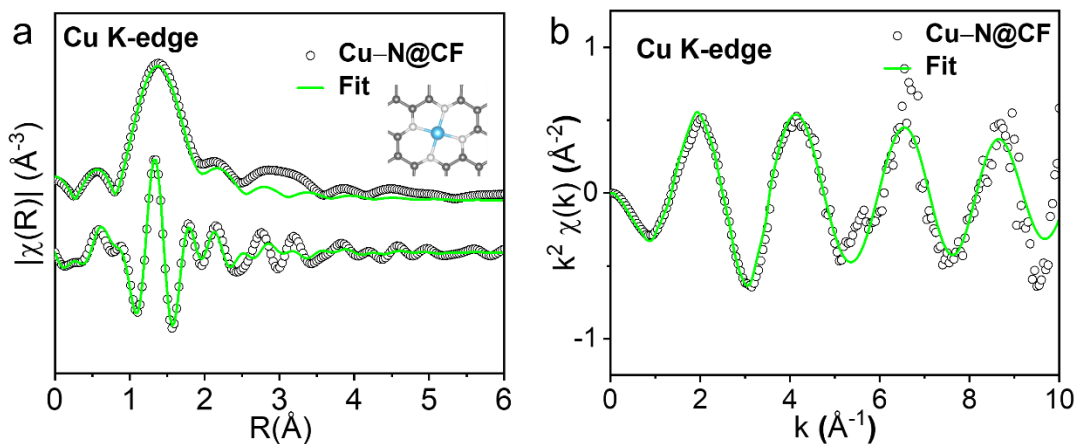 a
Cu K-edge
Cu–N@CF
Fit
|χ(R)| (Å⁻³)
0 1 2 3 4 5 6
R(Å)
b
Cu K-edge
Cu–N@CF
Fit
k² χ(k) (Å⁻²)
1
0
-1
0 2 4 6 8 10
k (Å⁻¹)